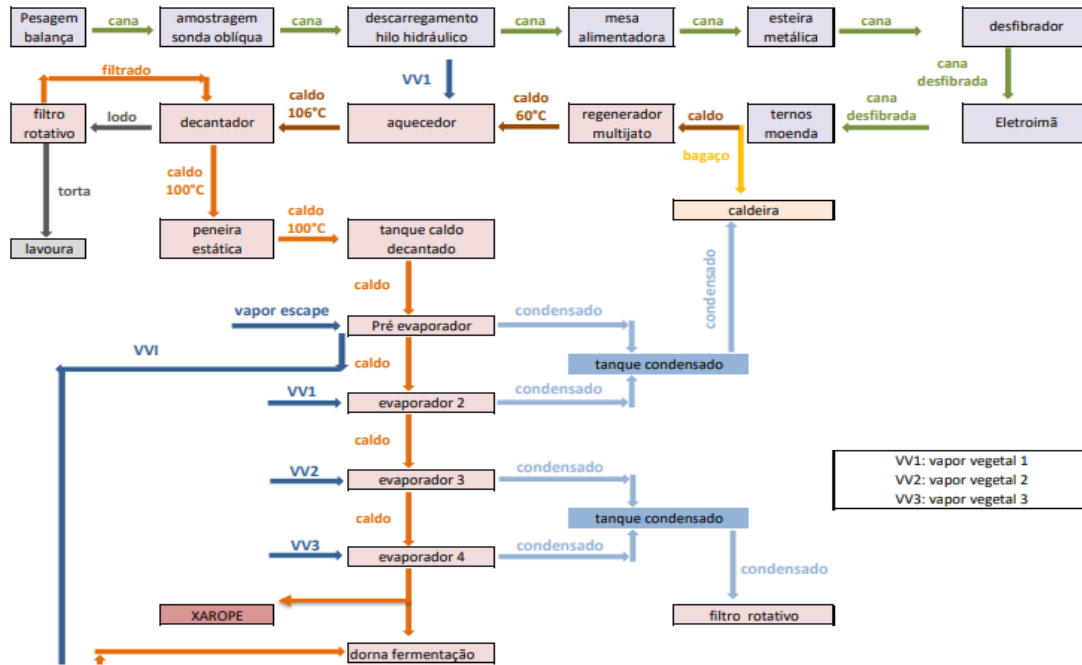 Pesagem
balança
cana
amostragem
sonda oblíqua
cana
descarregamento
hilo hidráulico
cana
mesa
alimentadora
cana
esteira
metálica
cana
desfibrador
cana
desfibrada
filtrado
VV1
filtro
rotativo
lodo
decantador
caldo
106°C
aquecedor
caldo
60°C
regenerador
multijato
caldo
bagaço
ternos
moenda
cana
desfibrada
Eletroimã
torta
caldo
100°C
lavoura
peneira
estática
caldo
100°C
tanque caldo
decantado
caldeira
caldo
condensado
vapor escape
Pré evaporador
condensado
VVI
caldo
tanque condensado
VV1
evaporador 2
condensado
caldo
VV2
evaporador 3
condensado
caldo
tanque condensado
VV3
evaporador 4
condensado
condensado
XAROPE
filtro rotativo
dorna fermentação
VV1: vapor vegetal 1
VV2: vapor vegetal 2
VV3: vapor vegetal 3